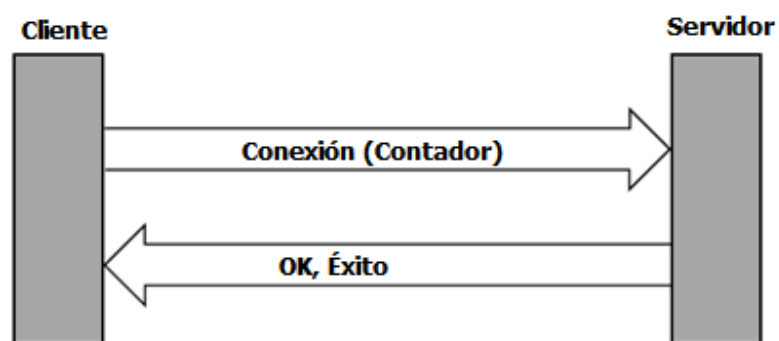 Cliente
Servidor
Conexión (Contador)
OK, Éxito